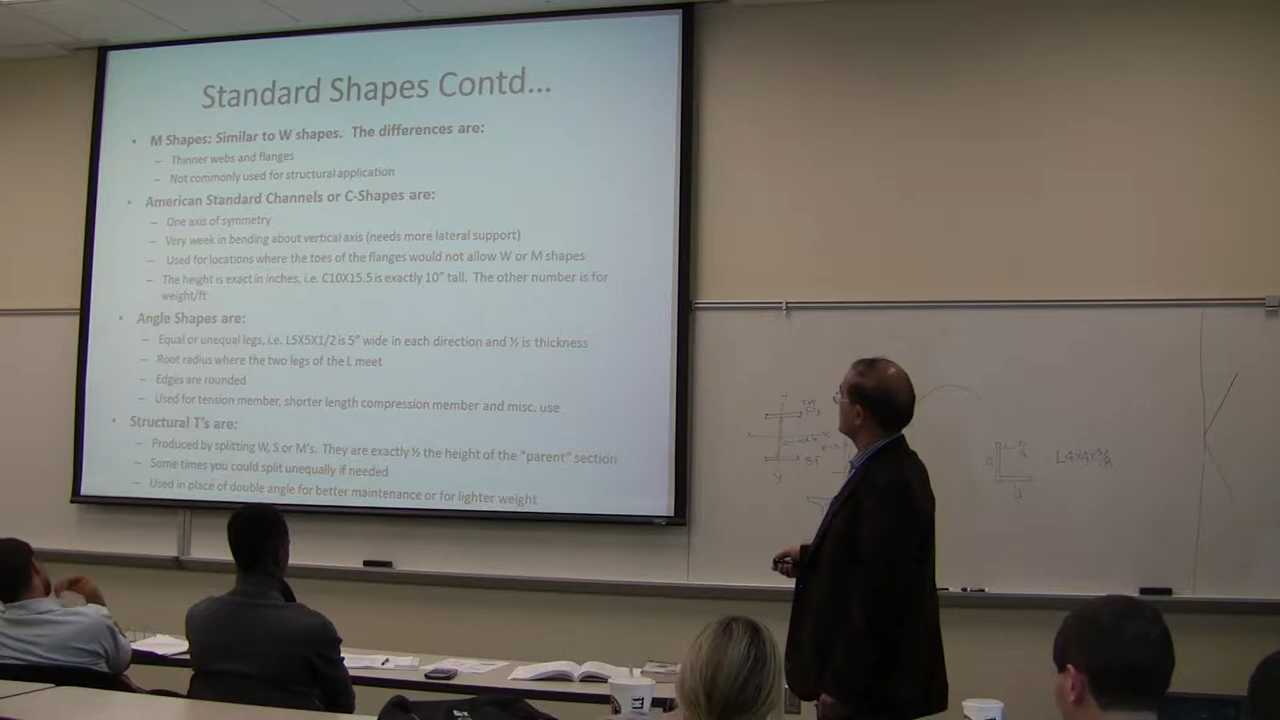 Standard Shapes Contd...
• M Shapes: Similar to W shapes. The differences are:
– Thinner webs and flanges
– Not commonly used for structural application
• American Standard Channels or C-Shapes are:
– One axis of symmetry
– Very week in bending about vertical axis (needs more lateral support)
– Used for locations where the toes of the flanges would not allow W or M shapes
– The height is exact in inches, i.e. C10X15.5 is exactly 10" tall. The other number is for
weight/ft
• Angle Shapes are:
– Equal or unequal legs, i.e. L5X5X1/2 is 5" wide in each direction and ½ is thickness
– Root radius where the two legs of the L meet
– Edges are rounded
– Used for tension member, shorter length compression member and misc. use
• Structural T's are:
– Produced by splitting W, S or M's. They are exactly ½ the height of the "parent" section
– Some times you could split unequally if needed
– Used in place of double angle for better maintenance or for lighter weight
L4x4x3/8